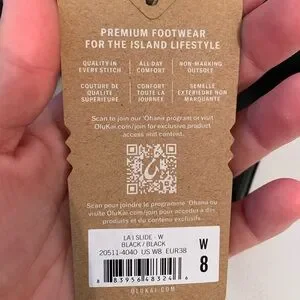 PREMIUM FOOTWEAR
FOR THE ISLAND LIFESTYLE
QUALITY IN
EVERY STITCH
ALL DAY
COMFORT
NON-MARKING
OUTSOLE
COUTURE DE
QUALITÉ
SUPÉRIEURE
CONFORT
TOUTE LA
JOURNÉE
SEMELLE
EXTÉRIEURE NON
MARQUANTE
Scan to join our 'Ohana program or visit
OluKai.com/join for exclusive product
access and content.
Scan pour joindre le programme 'Ohana ou
visite OluKai.com/join pour accéder à des
produits et du contenu exclusifs.
LA I SLIDE - W
BLACK / BLACK
20511-4040 US W8 EUR38
8 83956 48324 6
W
8
OLUKAI.COM